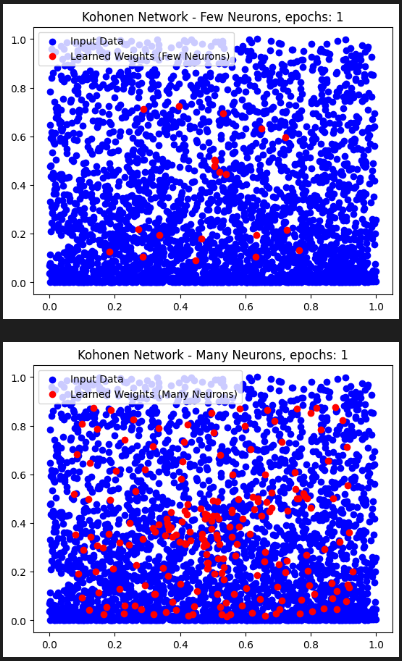 Kohonen Network - Few Neurons, epochs: 1
1.0
Input Data
Learned Weights (Few Neurons)
0.8
0.6
0.4
0.2
0.0
0.0 0.2 0.4 0.6 0.8 1.0
Kohonen Network - Many Neurons, epochs: 1
1.0
Input Data
Learned Weights (Many Neurons)
0.8
0.6
0.4
0.2
0.0
0.0 0.2 0.4 0.6 0.8 1.0